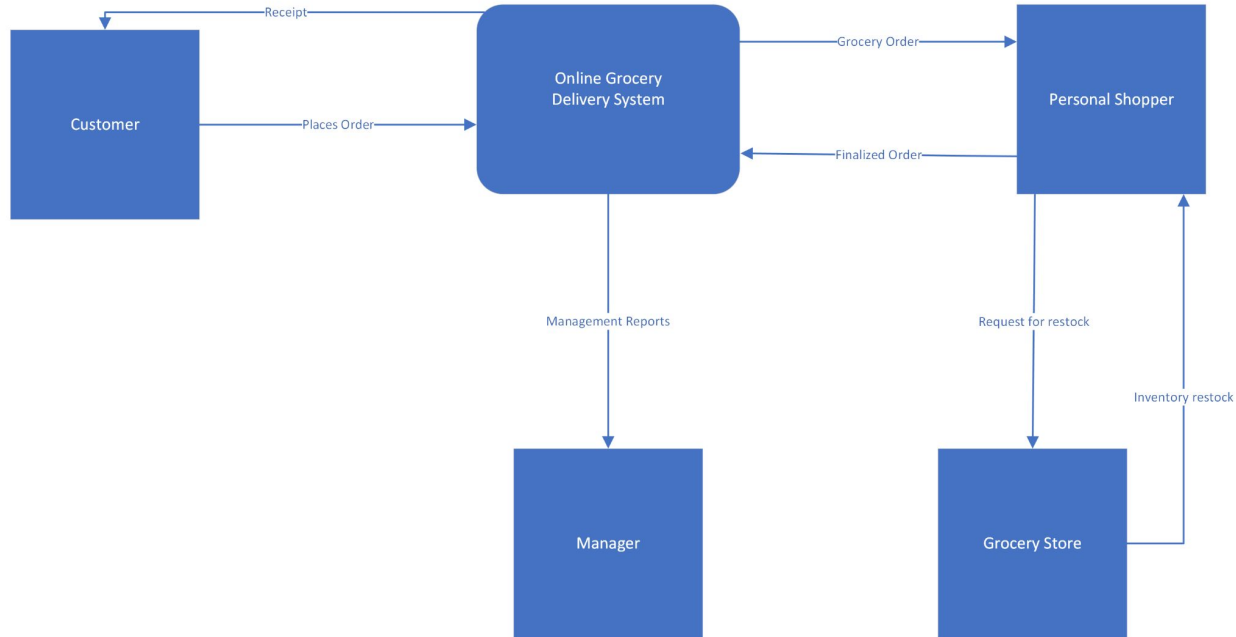 Receipt
Grocery Order
Online Grocery
Delivery System
Personal Shopper
Customer
Places Order
Finalized Order
Management Reports
Request for restock
Inventory restock
Manager
Grocery Store